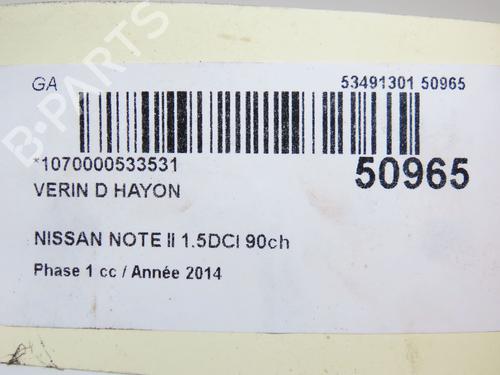 B-PARTS
GA
53491301 50965
*1070000533531
50965
VERIN D HAYON
NISSAN NOTE II 1.5DCI 90ch
Phase 1 cc / Année 2014